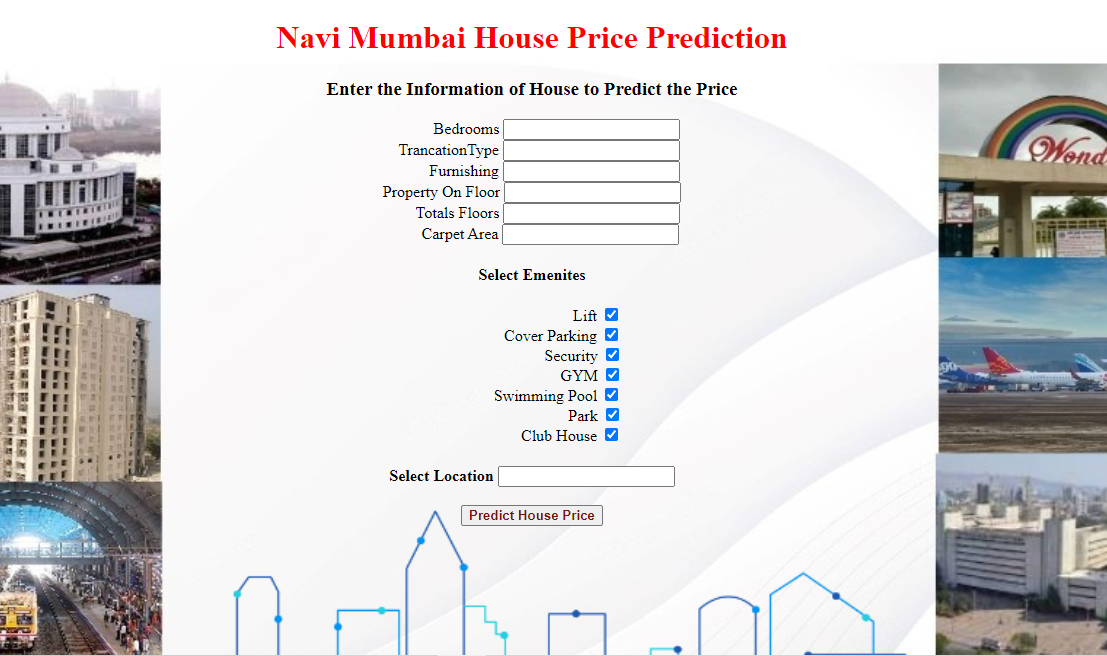 Navi Mumbai House Price Prediction
Enter the Information of House to Predict the Price
Bedrooms
TrancationType
Furnishing
Property On Floor
Totals Floors
Carpet Area
Select Emenites
Lift
Cover Parking
Security
GYM
Swimming Pool
Park
Club House
Select Location
Predict House Price